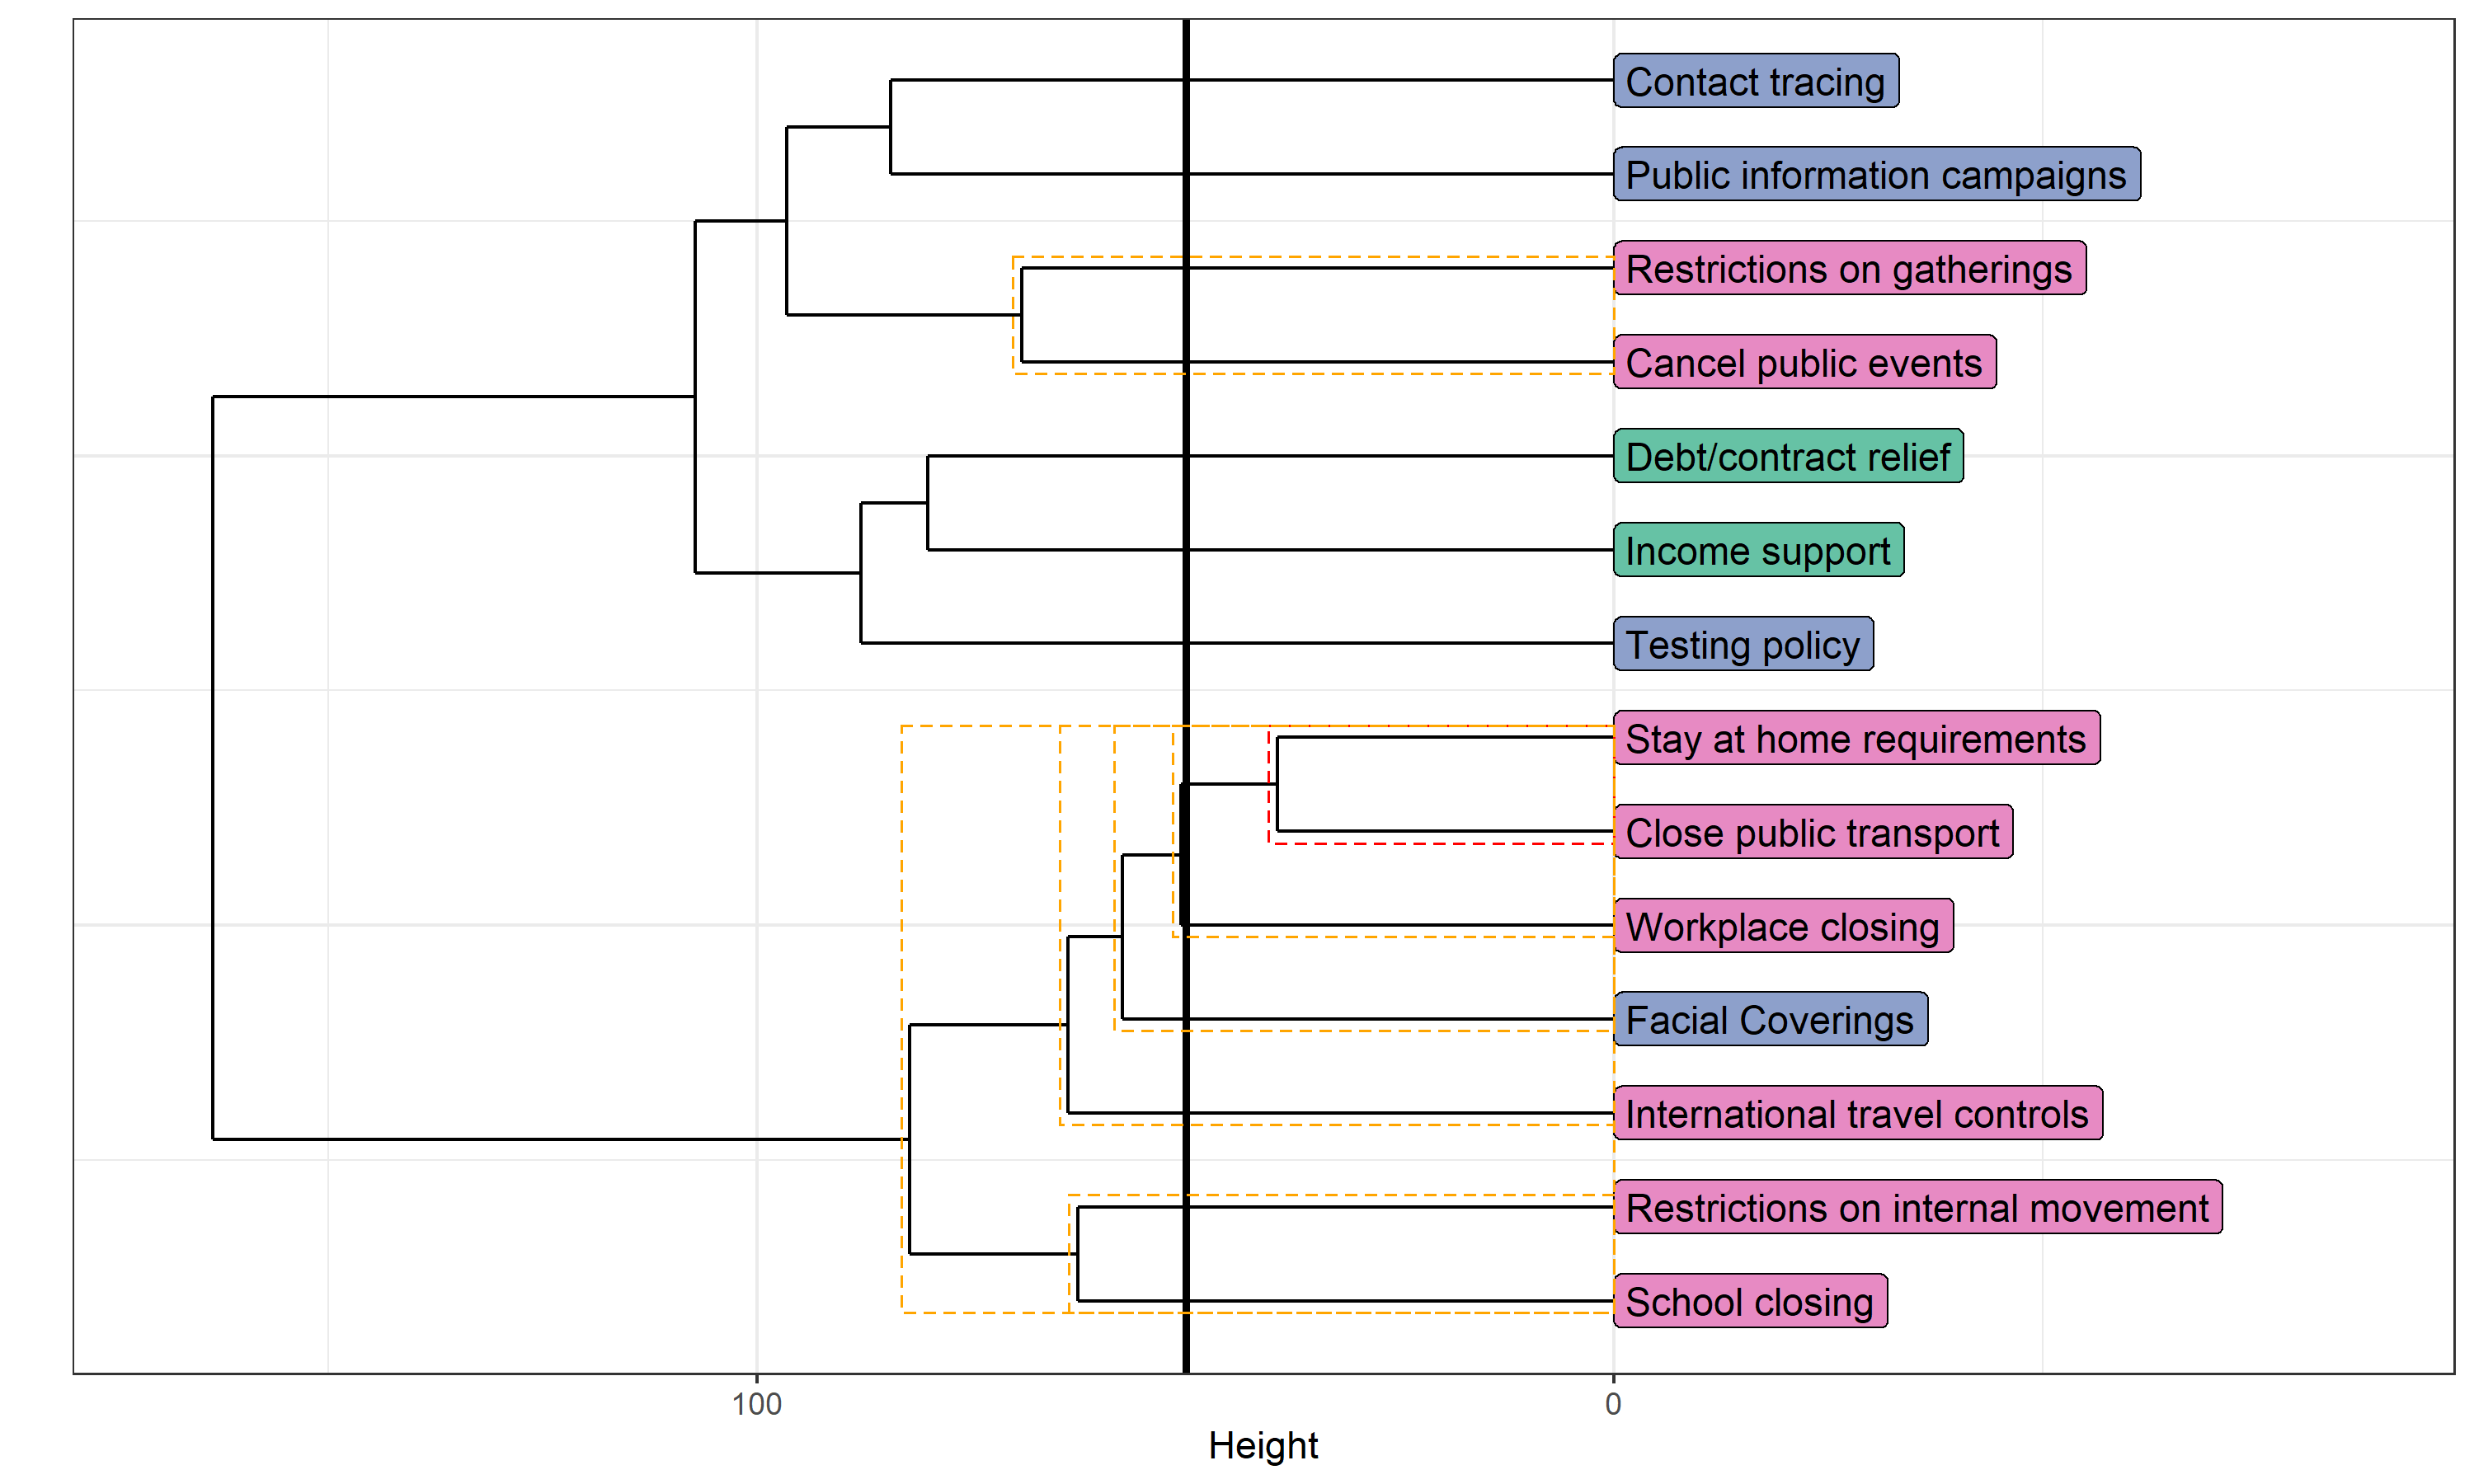 Contact tracing
Public information campaigns
Restrictions on gatherings
Cancel public events
Debt/contract relief
Income support
Testing policy
Stay at home requirements
Close public transport
Workplace closing
Facial Coverings
International travel controls
Restrictions on internal movement
School closing
100 0
Height